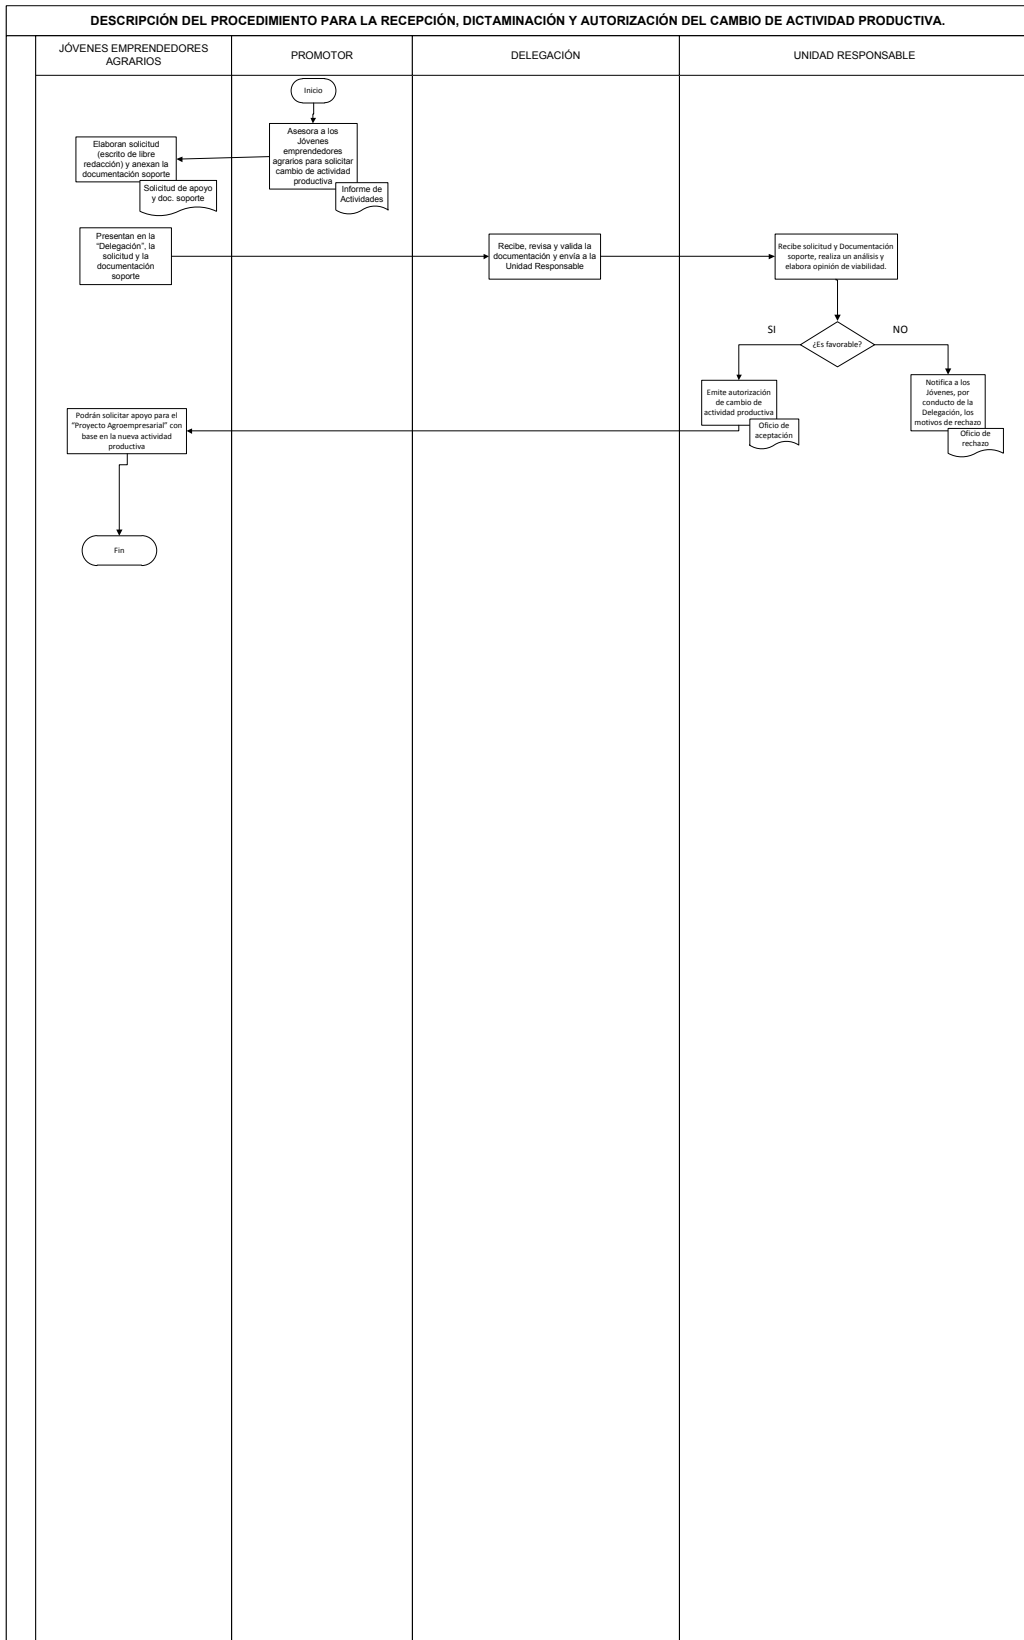 DESCRIPCIÓN DEL PROCEDIMIENTO PARA LA RECEPCIÓN, DICTAMINACIÓN Y AUTORIZACIÓN DEL CAMBIO DE ACTIVIDAD PRODUCTIVA.
JÓVENES EMPRENDEDORES
AGRARIOS
PROMOTOR
DELEGACIÓN
UNIDAD RESPONSABLE
Inicio
Asesora a los
Jóvenes
emprendedores
agrarios para solicitar
cambio de actividad
productiva
Informe de
Actividades
Elaboran solicitud
(escrito de libre
redacción) y anexan la
documentación soporte
Solicitud de apoyo
y doc. soporte
Presentan en la
“Delegación”, la
solicitud y la
documentación
soporte
Recibe, revisa y valida la
documentación y envía a la
Unidad Responsable
Recibe solicitud y Documentación
soporte, realiza un análisis y
elabora opinión de viabilidad.
¿Es favorable?
SI
NO
Emite autorización
de cambio de
actividad productiva
Oficio de
aceptación
Notifica a los
Jóvenes, por
conducto de la
Delegación, los
motivos de rechazo
Oficio de
rechazo
Podrán solicitar apoyo para el
“Proyecto Agroempresarial” con
base en la nueva actividad
productiva
Fin